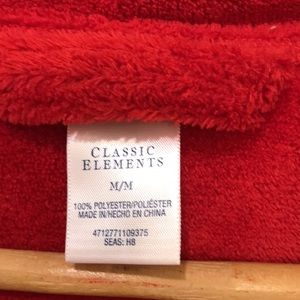 CLASSIC
ELEMENTS
M/M
100% POLYESTER/POLIÉSTER
MADE IN/HECHO EN CHINA
4712771109375
SEAS: H8